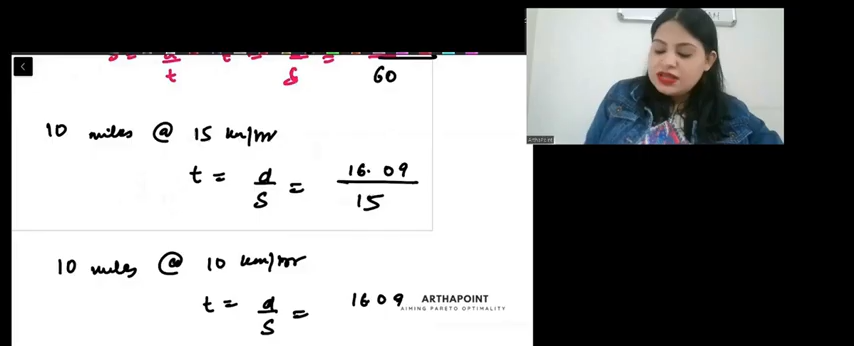 t
s
60
10 miles @ 15 km/hr
t = d/s = 16.09/15
10 miles @ 10 km/hr
t = d/s = 1609
ARTHAPOINT
AIMING PARETO OPTIMALITY